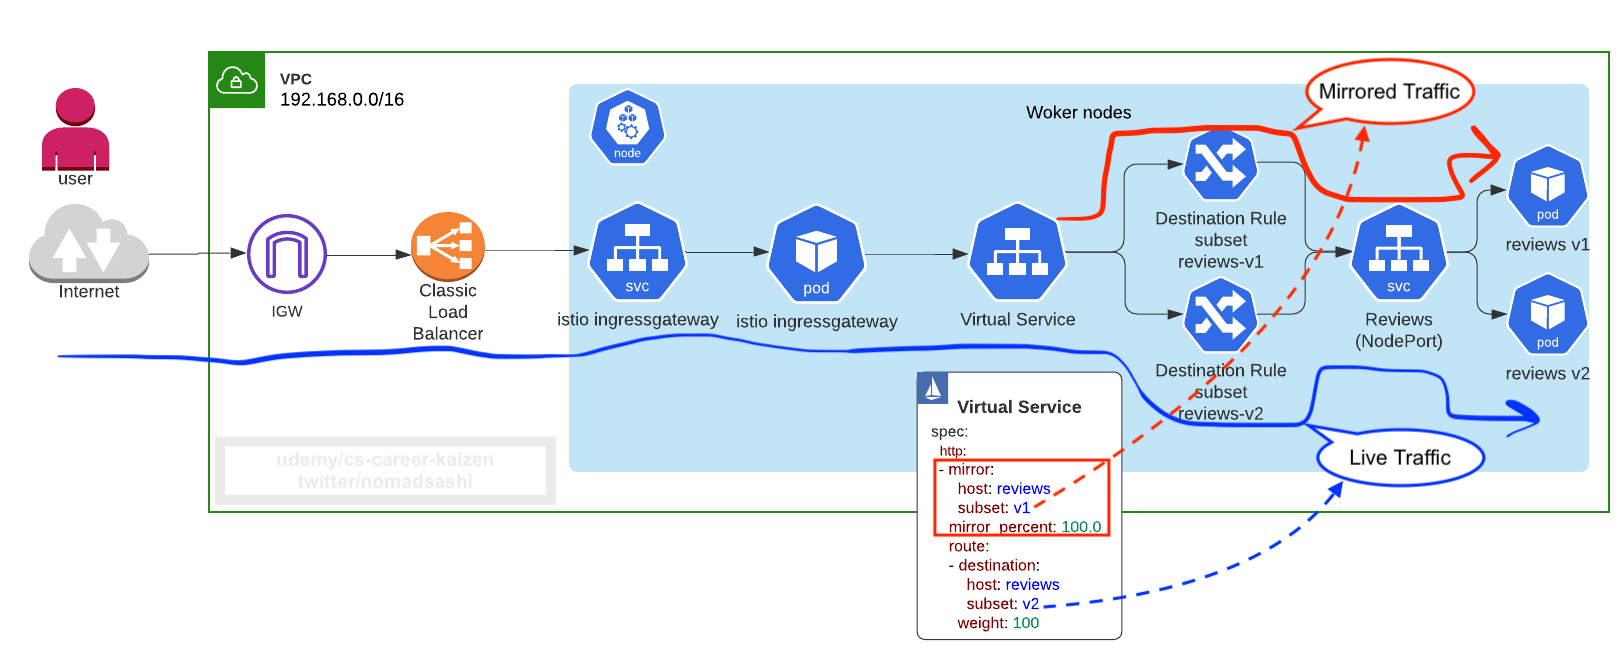 VPC
192.168.0.0/16
Woker nodes
Mirrored Traffic
node
user
Internet
IGW
Classic
Load
Balancer
svc
istio ingressgateway
pod
istio ingressgateway
Virtual Service
Destination Rule
subset
reviews-v1
Destination Rule
subset
reviews-v2
svc
Reviews
(NodePort)
pod
reviews v1
pod
reviews v2
Live Traffic
udemy/cs-career-kaizen
twitter/nomadsashi
Virtual Service
spec:
http:
- mirror:
host: reviews
subset: v1
mirror_percent: 100.0
route:
- destination:
host: reviews
subset: v2
weight: 100